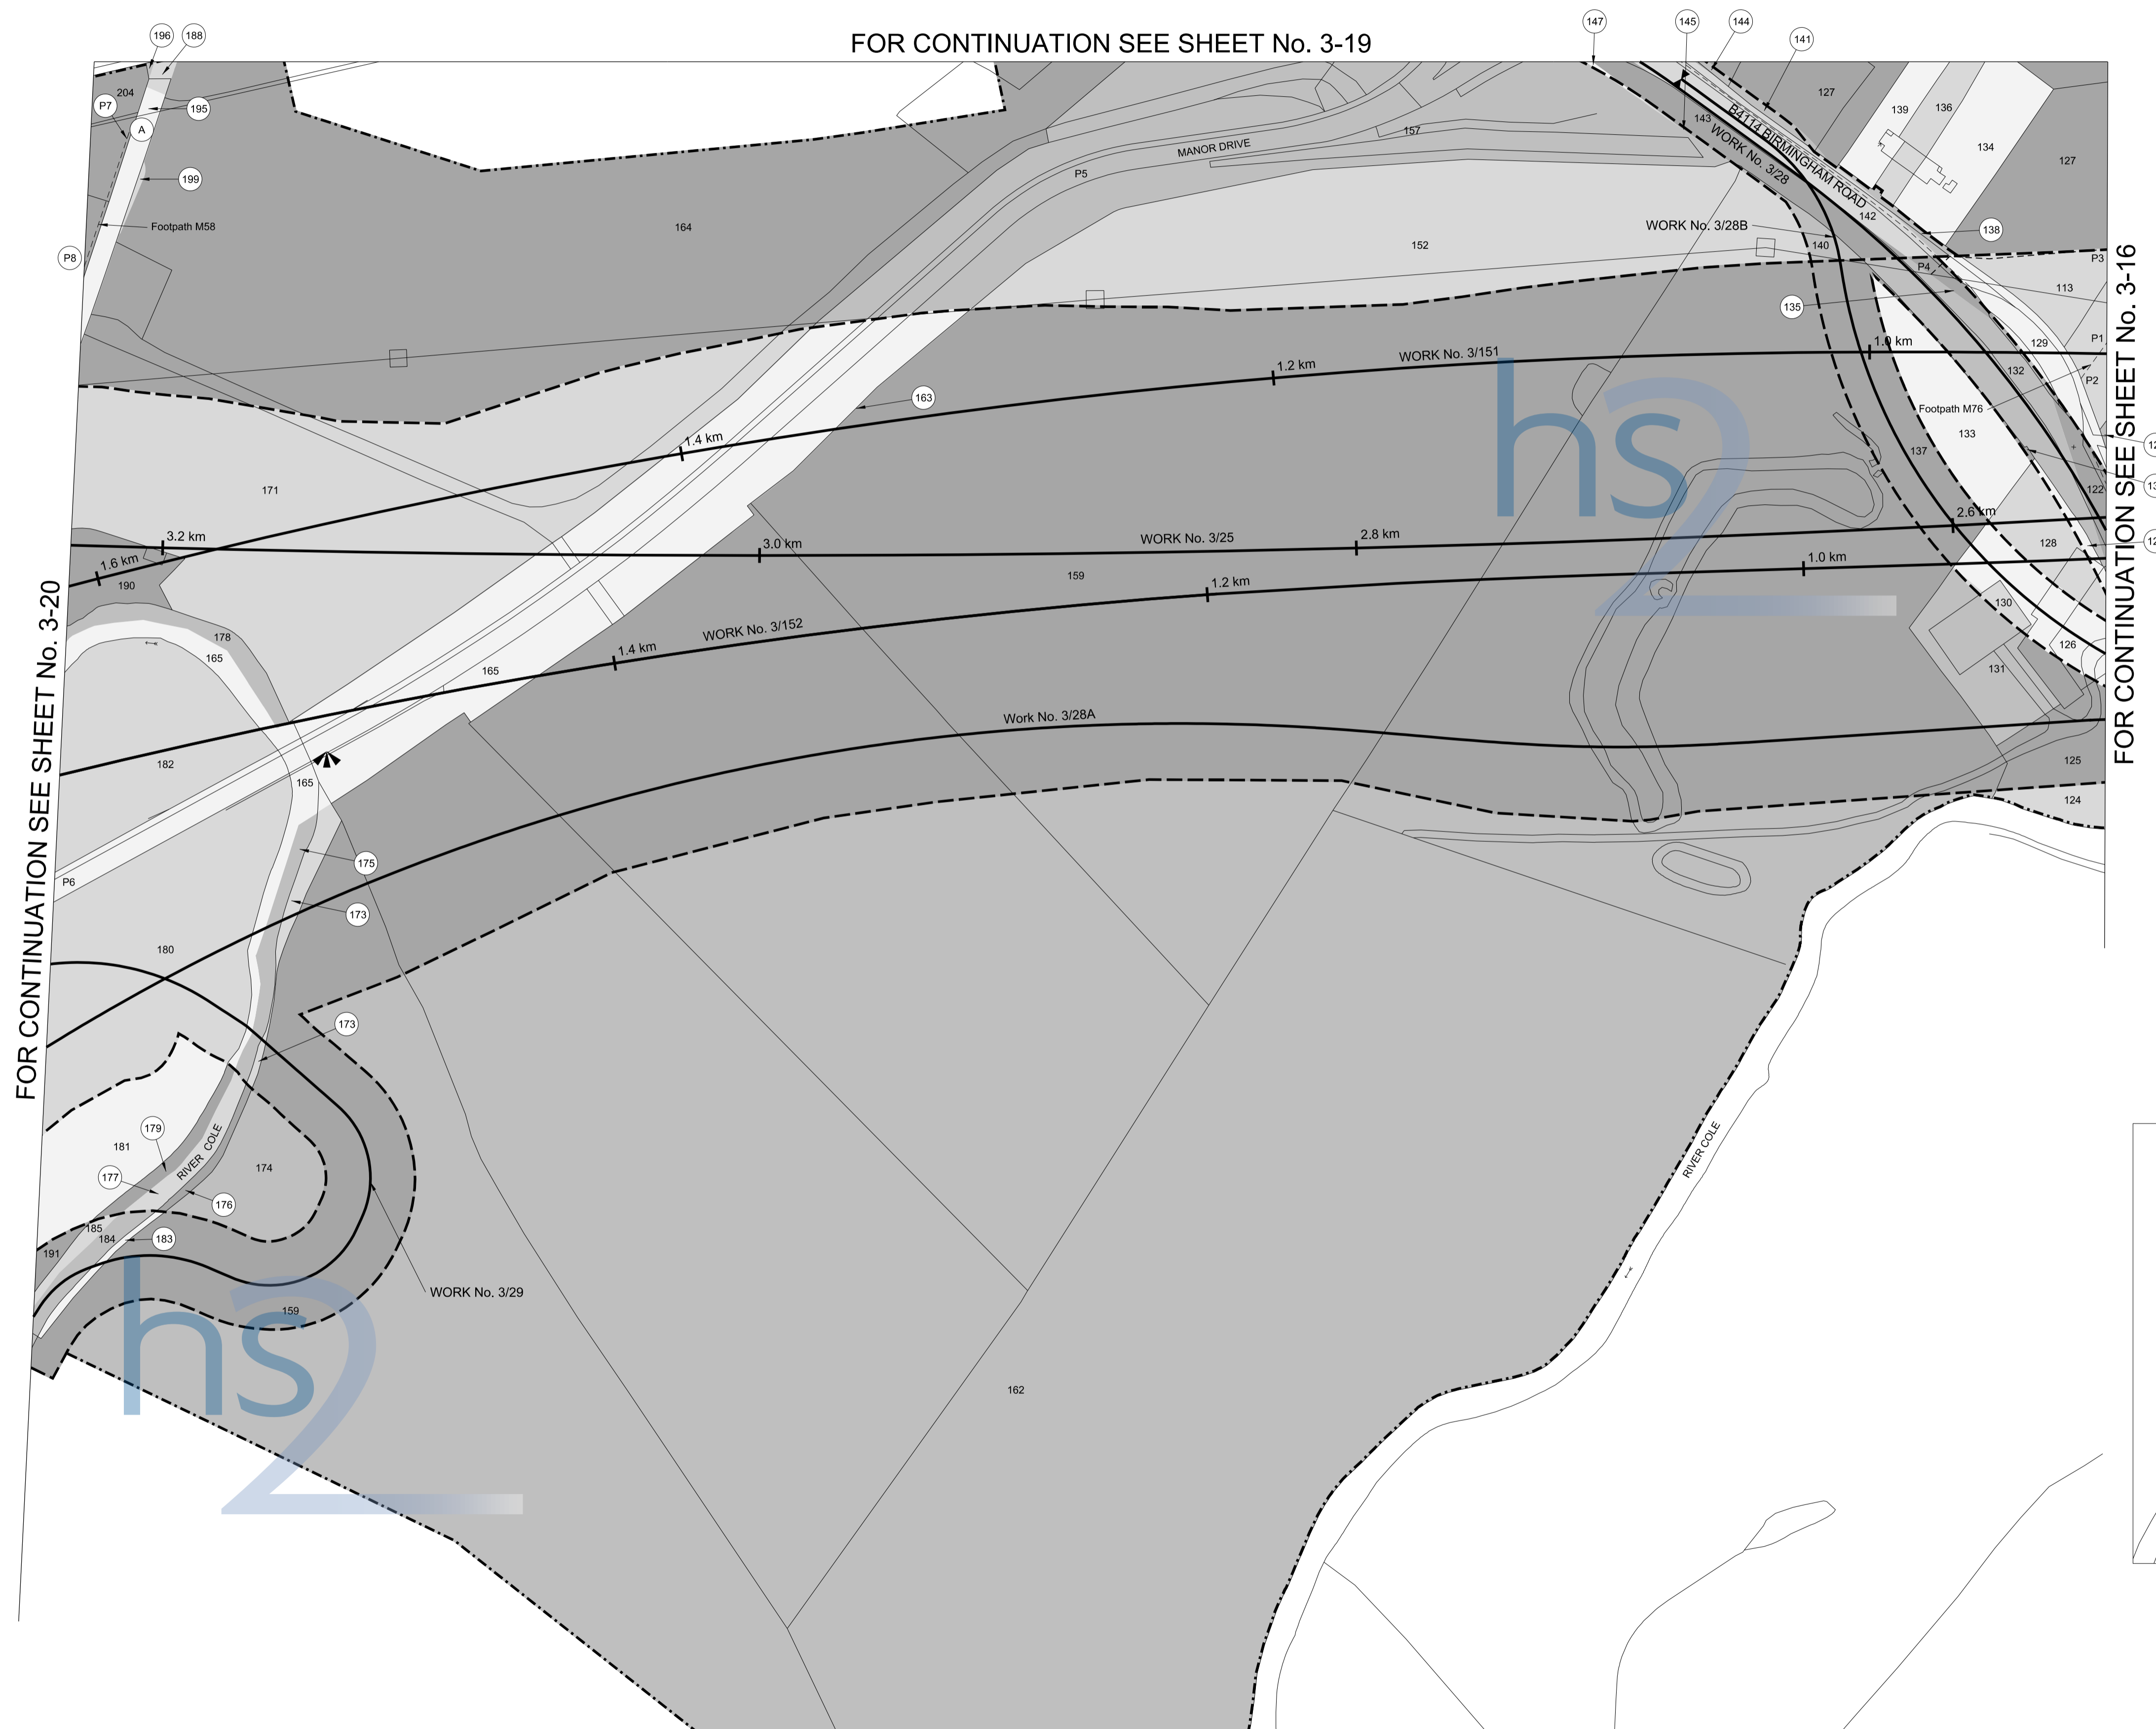 FOR CONTINUATION SEE SHEET No. 3-19
196
188
147
145
144
141
204
P7
195
A
199
Footpath M58
P8
164
MANOR DRIVE
P5
157
143
WORK No. 3/28
B4114 BIRMINGHAM ROAD
127
139
136
134
127
142
138
WORK No. 3/28B
140
152
P4
P3
113
135
129
P1
132
P2
Footpath M76
133
137
122
163
1.4 km
1.2 km
WORK No. 3/151
1.0 km
hs2
171
3.2 km
1.6 km
190
3.0 km
WORK No. 3/25
2.8 km
2.6 km
128
159
1.2 km
1.0 km
130
126
131
178
165
WORK No. 3/152
1.4 km
165
Work No. 3/28A
182
165
125
124
175
P6
173
180
173
181
179
177
RIVER COLE
174
176
185
184
183
191
WORK No. 3/29
159
hs2
162
RIVER COLE
FOR CONTINUATION SEE SHEET No. 3-20
FOR CONTINUATION SEE SHEET No. 3-16